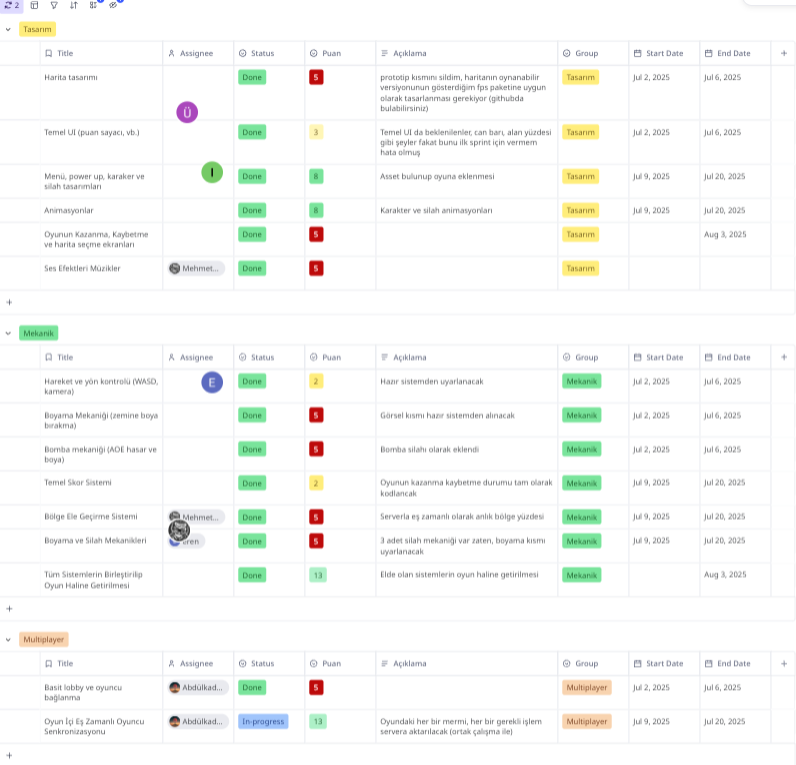 2
Tasarım
Title Assignee Status Puan Açıklama Group Start Date End Date
Harita tasarımı Done 5 prototip kısmını sildim, haritanın oynanabilir Tasarım Jul 2, 2025 Jul 6, 2025
versiyonunun gösterdiğim fps paketine uygun
olarak tasarlanması gerekiyor (githubda
bulabilirsiniz)
Ü
Temel UI (puan sayacı, vb.) Done 3 Temel UI da beklenilenler, can barı, alan yüzdesi Tasarım Jul 2, 2025 Jul 6, 2025
gibi şeyler fakat bunu ilk sprint için vermem
hata olmuş
I
Menü, power up, karaker ve Done 8 Asset bulunup oyuna eklenmesi Tasarım Jul 9, 2025 Jul 20, 2025
silah tasarımları
Animasyonlar Done 8 Karakter ve silah animasyonları Tasarım Jul 9, 2025 Jul 20, 2025
Oyunun Kazanma, Kaybetme Done 5 Tasarım Aug 3, 2025
ve harita seçme ekranları
Ses Efektleri Müzikler Mehmet... Done 5 Tasarım
Mekanik
Title Assignee Status Puan Açıklama Group Start Date End Date
Hareket ve yön kontrolü (WASD, E Done 2 Hazır sistemden uyarlanacak Mekanik Jul 2, 2025 Jul 6, 2025
kamera)
Boyama Mekaniği (zemine boya Done 5 Görsel kısmı hazır sistemden alınacak Mekanik Jul 2, 2025 Jul 6, 2025
bırakma)
Bomba mekaniği (AOE hasar ve Done 5 Bomba silahı olarak eklendi Mekanik Jul 2, 2025 Jul 6, 2025
boya)
Temel Skor Sistemi Done 2 Oyunun kazanma kaybetme durumu tam olarak Mekanik Jul 9, 2025 Jul 20, 2025
kodlancak
Bölge Ele Geçirme Sistemi Mehmet... Done 5 Serverla eş zamanlı olarak anlık bölge yüzdesi Mekanik Jul 9, 2025 Jul 20, 2025
Boyama ve Silah Mekanikleri eren Done 5 3 adet silah mekaniği var zaten, boyama kısmı Mekanik Jul 9, 2025 Jul 20, 2025
uyarlanacak
Tüm Sistemlerin Birleştirilip Done 13 Elde olan sistemlerin oyun haline getirilmesi Mekanik Aug 3, 2025
Oyun Haline Getirilmesi
Multiplayer
Title Assignee Status Puan Açıklama Group Start Date End Date
Basit lobby ve oyuncu Abdülkad... Done 5 Multiplayer Jul 2, 2025 Jul 6, 2025
bağlanma
Oyun İçi Eş Zamanlı Oyuncu Abdülkad... In-progress 13 Oyundaki her bir mermi, her bir gerekli işlem Multiplayer Jul 9, 2025 Jul 20, 2025
Senkronizasyonu servera aktarılacak (ortak çalışma ile)